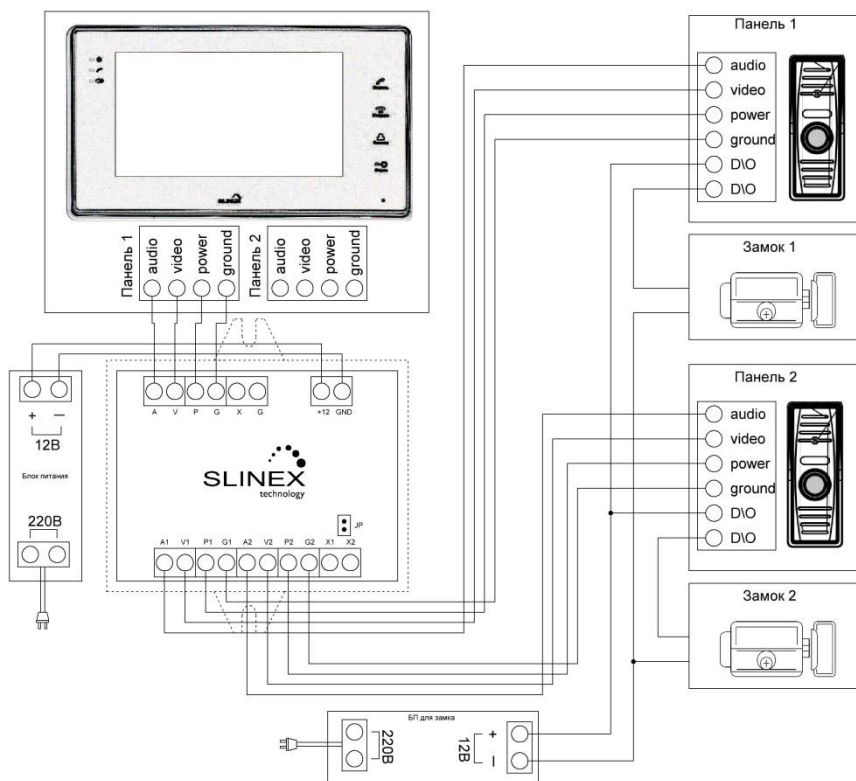 SLINEX
Панель 1
audio
video
power
ground
Панель 2
audio
video
power
ground
Панель 1
audio
video
power
ground
D\O
D\O
Замок 1
Панель 2
audio
video
power
ground
D\O
D\O
Замок 2
+ —
12В
Блок питания
220В
A V P G X G +12 GND
SLINEX
technology
JP
A1 V1 P1 G1 A2 V2 P2 G2 X1 X2
БП для замка
220В
12В
+
—